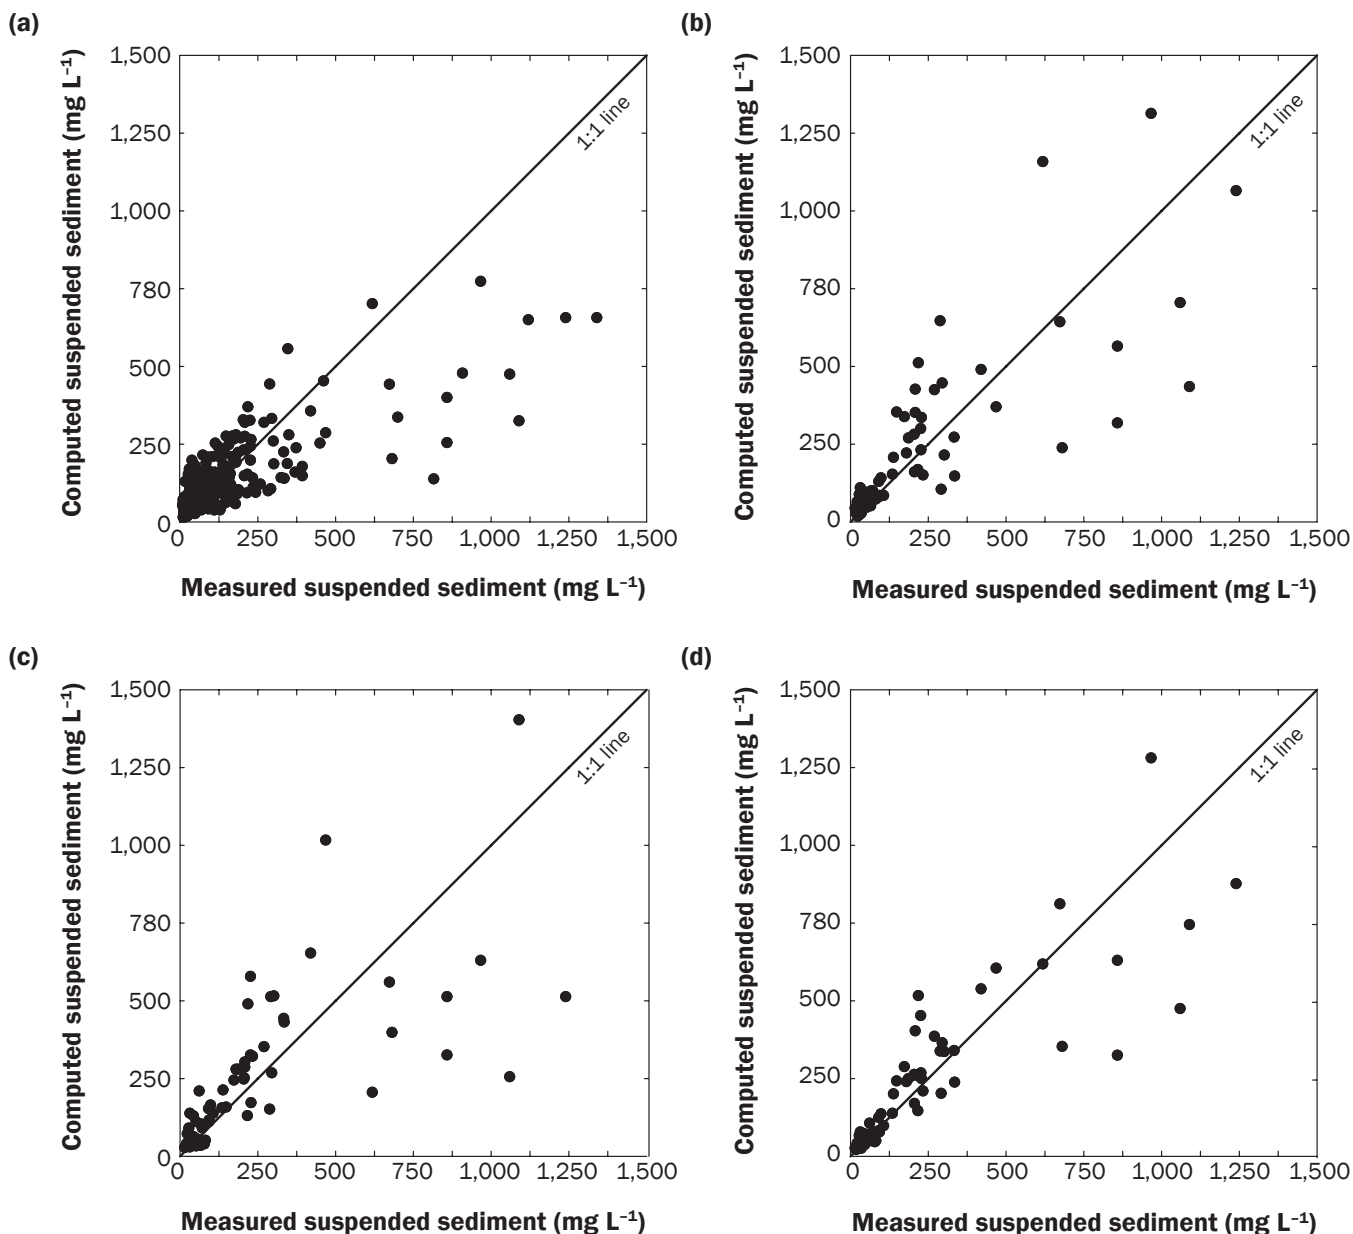 (a)
Computed suspended sediment (mg L⁻¹)
1,500
1,250
1,000
780
500
250
0
1:1 line
0 250 500 750 1,000 1,250 1,500
Measured suspended sediment (mg L⁻¹)
(b)
Computed suspended sediment (mg L⁻¹)
1,500
1,250
1,000
780
500
250
0
1:1 line
0 250 500 750 1,000 1,250 1,500
Measured suspended sediment (mg L⁻¹)
(c)
Computed suspended sediment (mg L⁻¹)
1,500
1,250
1,000
780
500
250
0
1:1 line
0 250 500 750 1,000 1,250 1,500
Measured suspended sediment (mg L⁻¹)
(d)
Computed suspended sediment (mg L⁻¹)
1,500
1,250
1,000
780
500
250
0
1:1 line
0 250 500 750 1,000 1,250 1,500
Measured suspended sediment (mg L⁻¹)